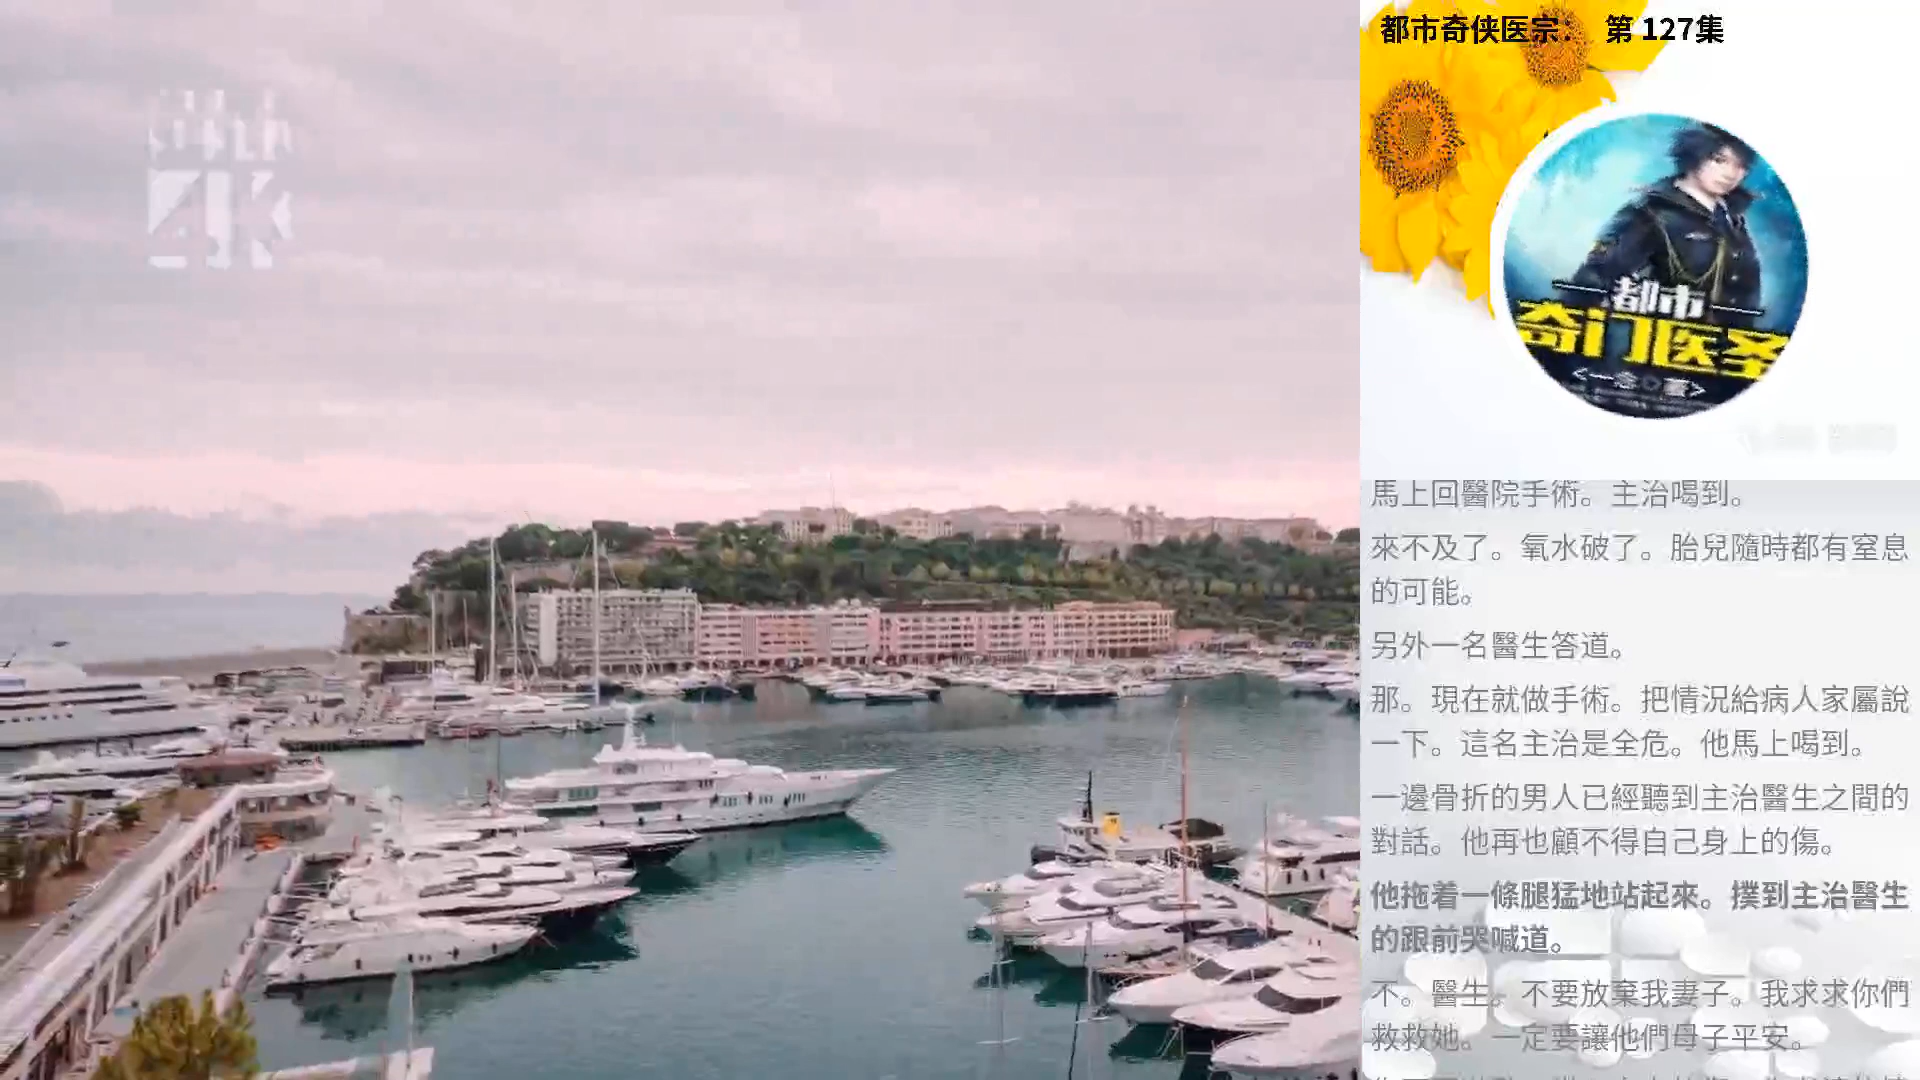 4K
都市奇侠医宗： 第 127集
都市
奇门医圣
馬上回醫院手術。主治喝到。
來不及了。氧水破了。胎兒隨時都有窒息
的可能。
另外一名醫生答道。
那。現在就做手術。把情況給病人家屬說
一下。這名主治是全危。他馬上喝到。
一邊骨折的男人已經聽到主治醫生之間的
對話。他再也顧不得自己身上的傷。
他拖着一條腿猛地站起來。撲到主治醫生
的跟前哭喊道。
不。醫生。不要放棄我妻子。我求求你們
救救她。一定要讓他們母子平安。